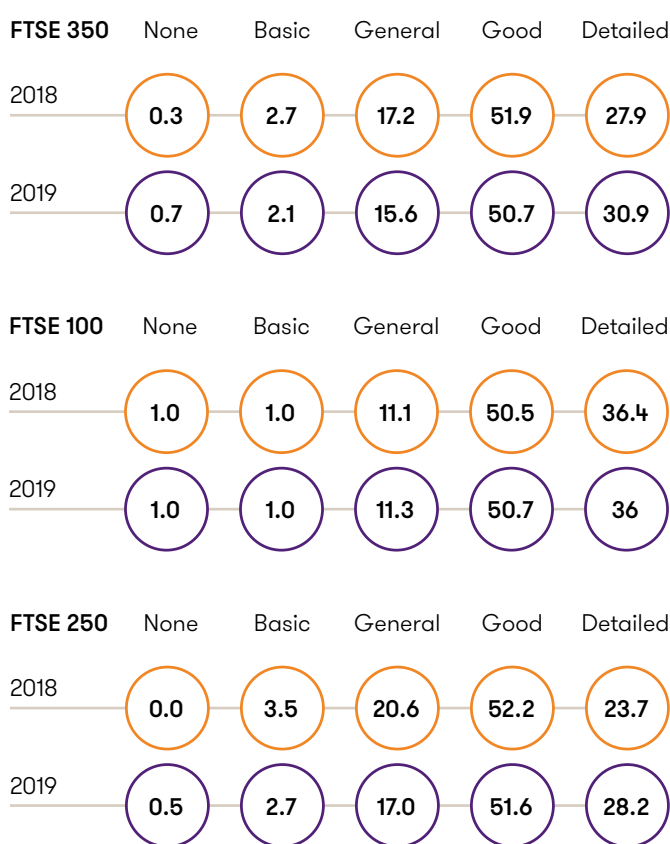 FTSE 350 None Basic General Good Detailed
2018 0.3 2.7 17.2 51.9 27.9
2019 0.7 2.1 15.6 50.7 30.9
FTSE 100 None Basic General Good Detailed
2018 1.0 1.0 11.1 50.5 36.4
2019 1.0 1.0 11.3 50.7 36
FTSE 250 None Basic General Good Detailed
2018 0.0 3.5 20.6 52.2 23.7
2019 0.5 2.7 17.0 51.6 28.2